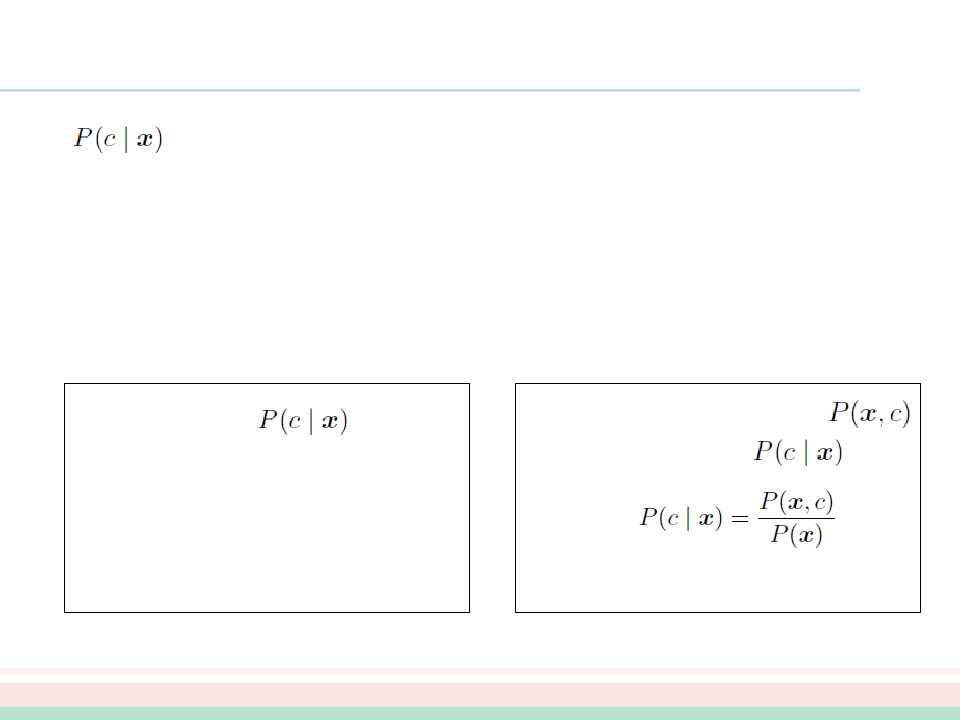 P(c | x)
P(c | x)
P(x, c)
P(c | x)
P(c | x) = P(x, c) / P(x)